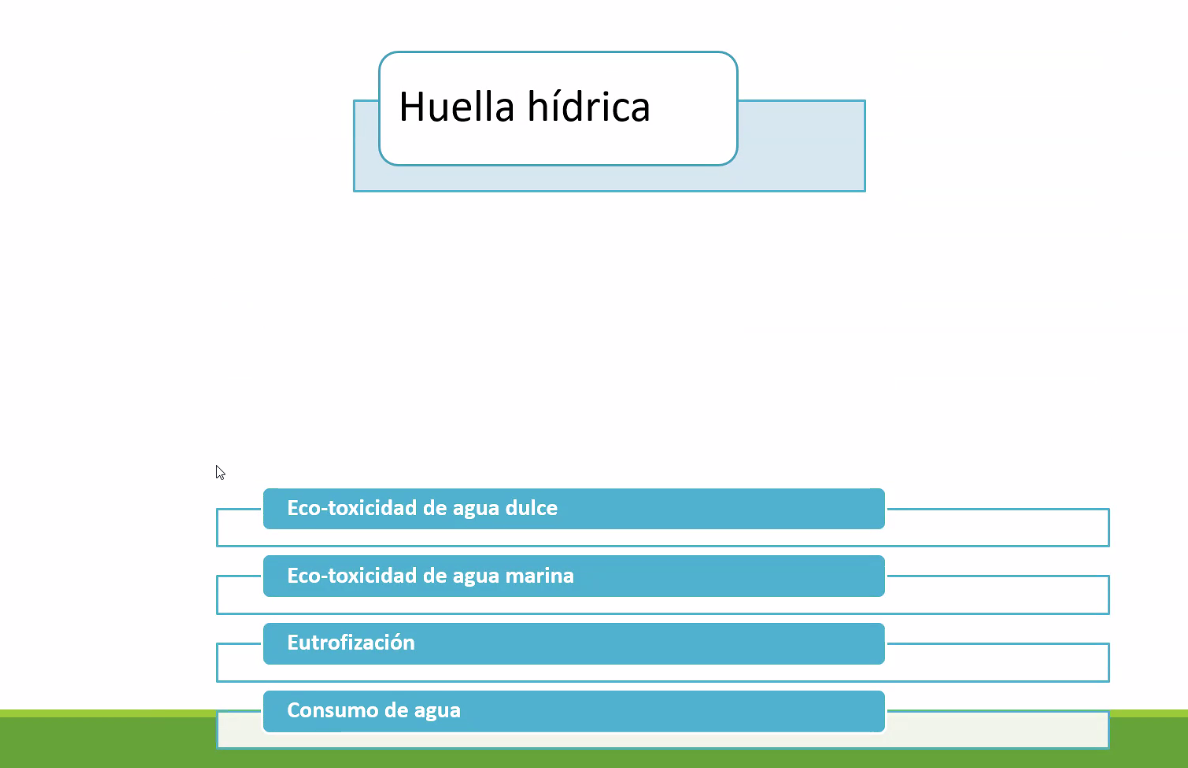 Huella hídrica
Eco-toxicidad de agua dulce
Eco-toxicidad de agua marina
Eutrofización
Consumo de agua